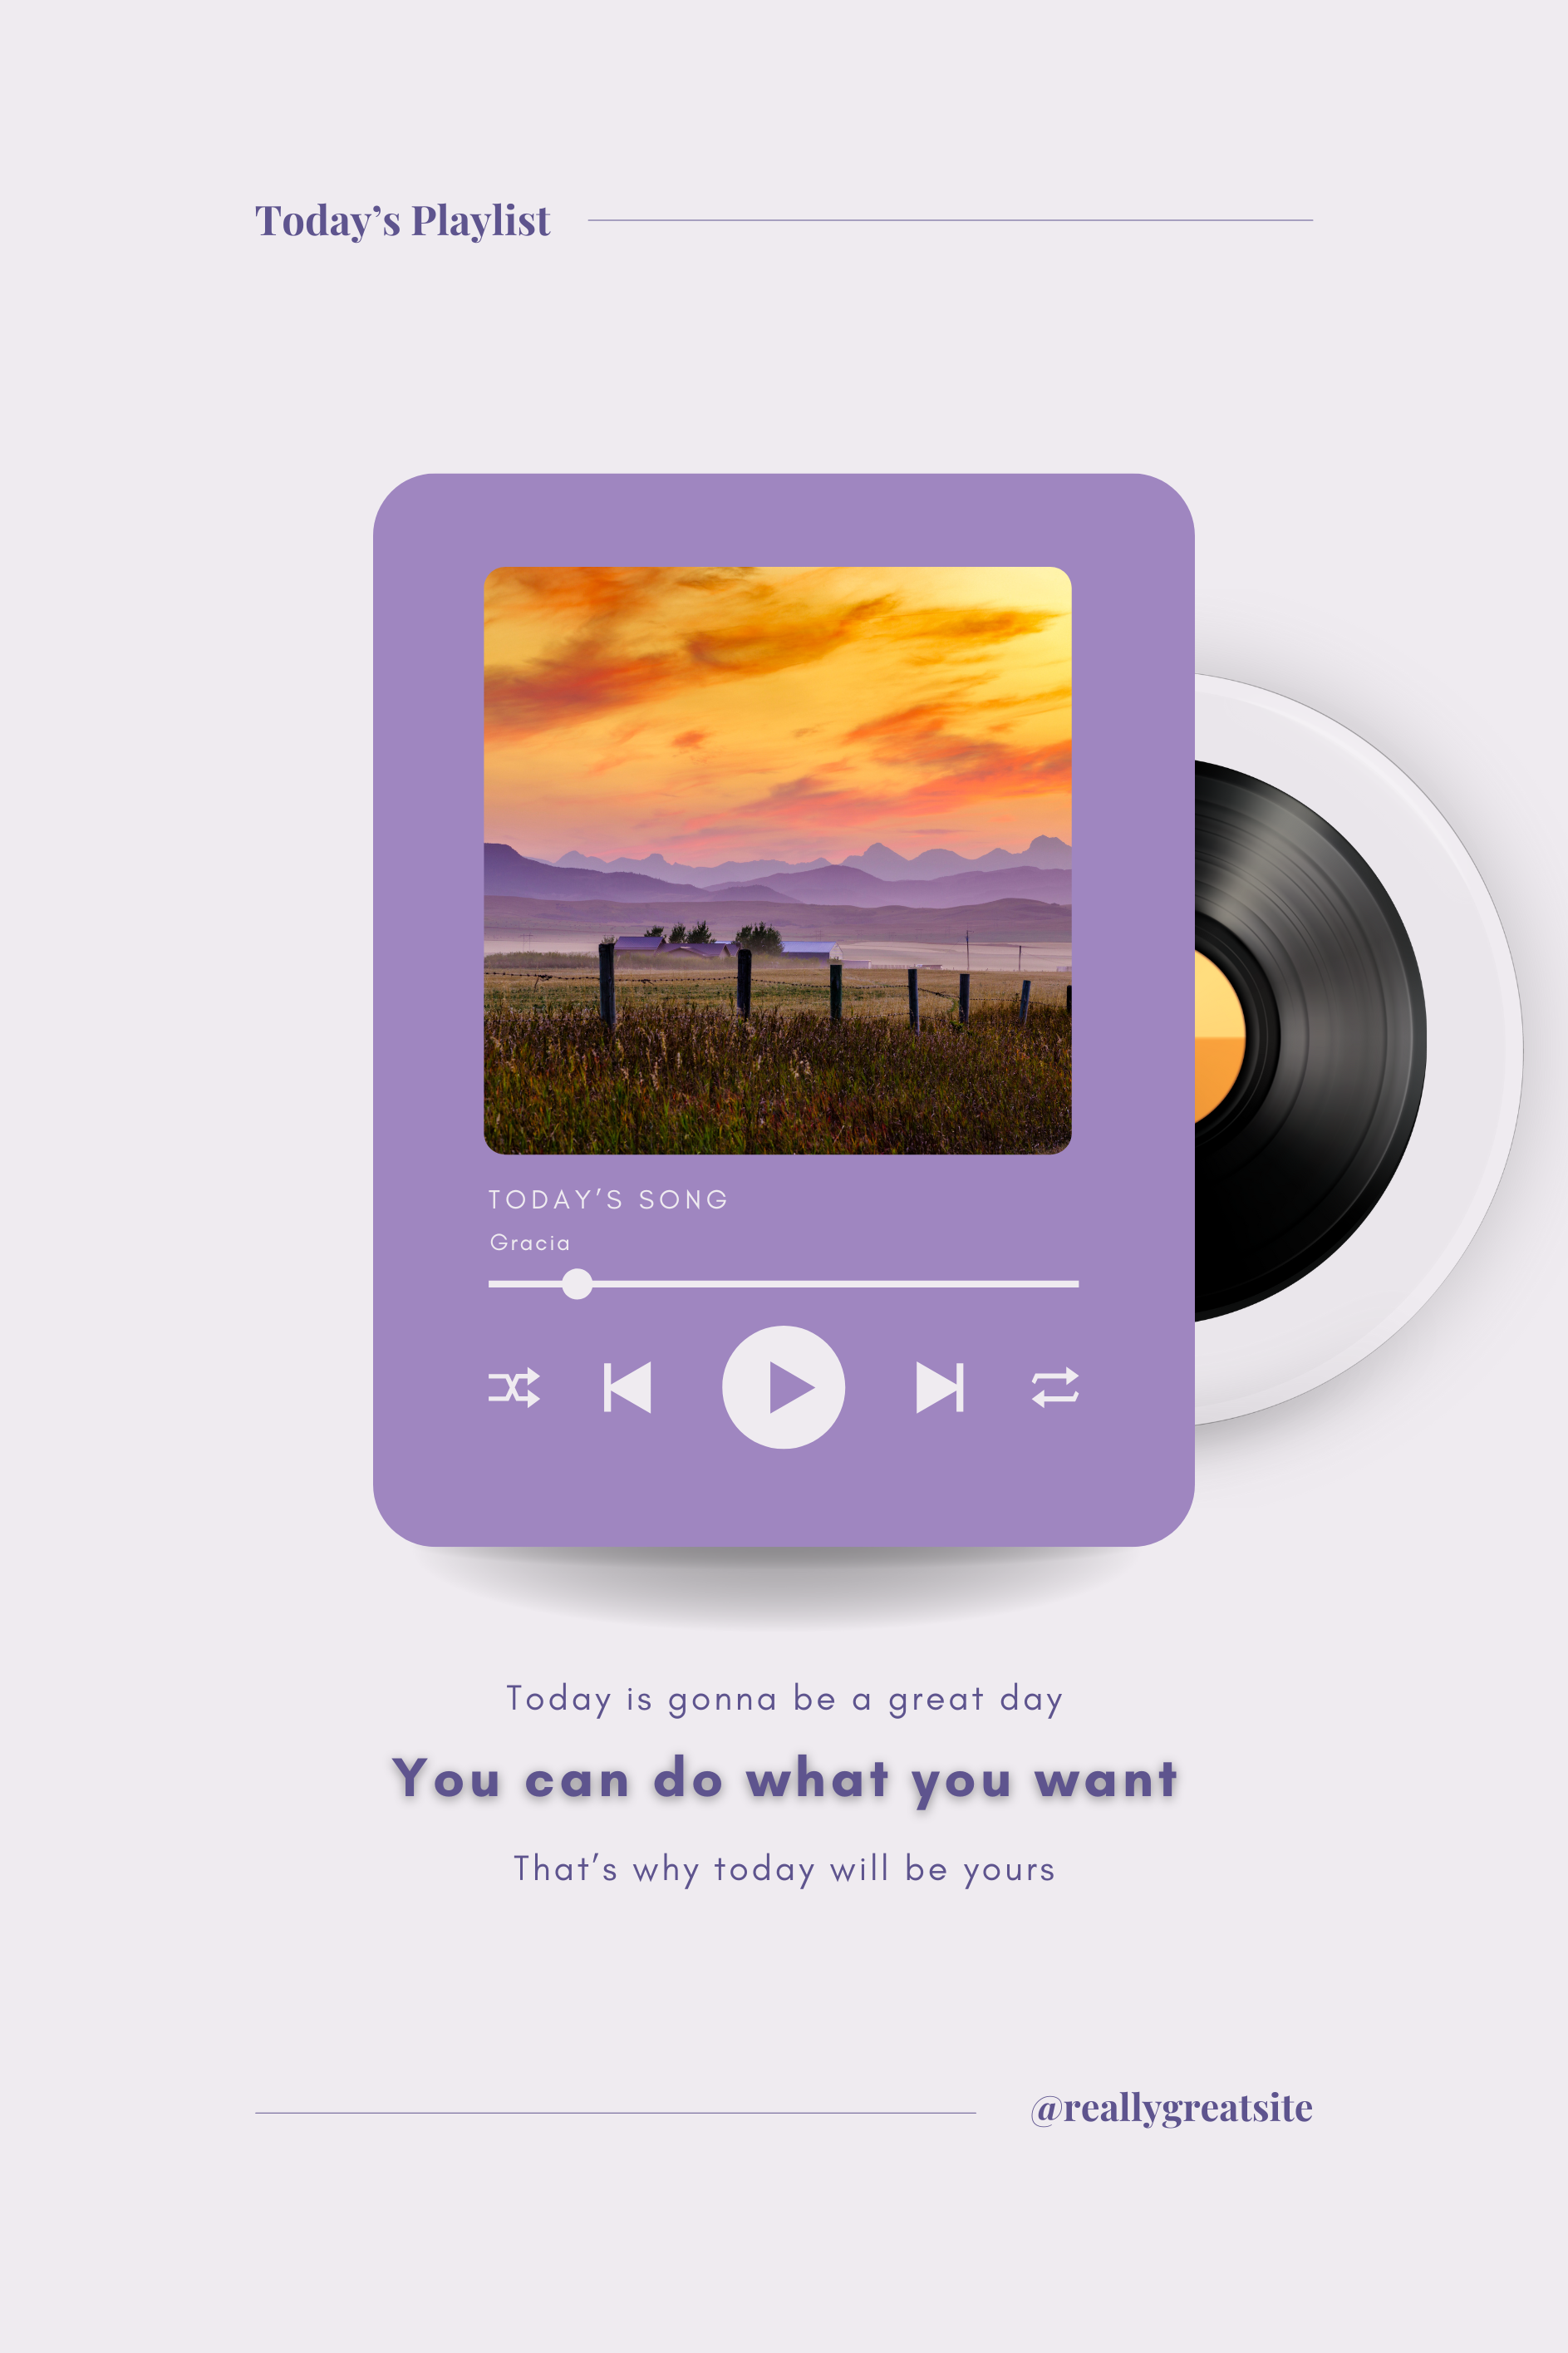 Today’s Playlist
TODAY’S SONG
Gracia
Today is gonna be a great day
You can do what you want
That’s why today will be yours
@reallygreatsite